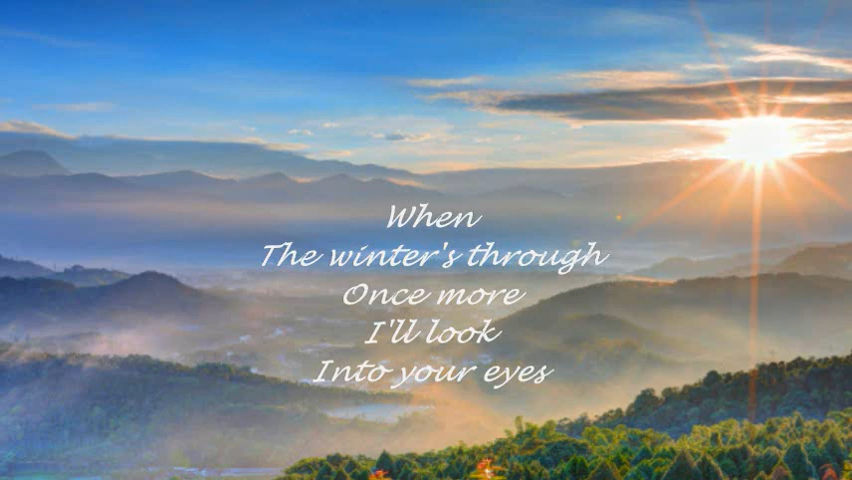 When
The winter's through
Once more
I'll look
Into your eyes